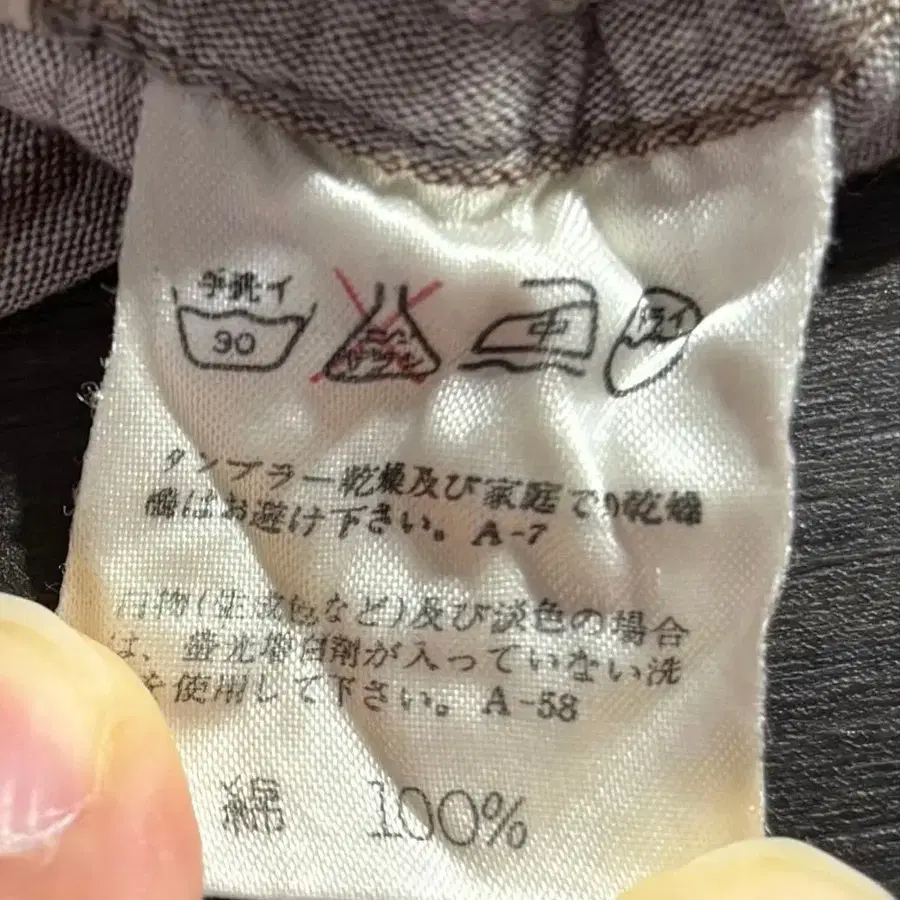 手洗イ
30
中
ドライ
タンブラー乾燥及び家庭での乾燥
機はお避け下さい。A-7
白物(生成色など)及び淡色の場合
は、螢光増白剤が入っていない洗
を使用して下さい。A-58
綿 100%